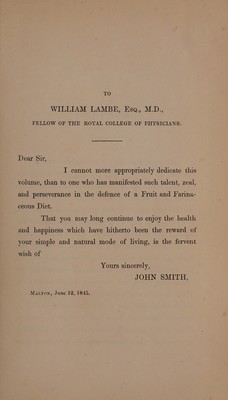 TO
WILLIAM LAMBE, Esq., M.D.,
FELLOW OF THE ROYAL COLLEGE OF PHYSICIANS.
Dear Sir,
I cannot more appropriately dedicate this
volume, than to one who has manifested such talent, zeal,
and perseverance in the defence of a Fruit and Farina-
ceous Diet.
That you may long continue to enjoy the health
and happiness which have hitherto been the reward of
your simple and natural mode of living, is the fervent
wish of
Yours sincerely,
JOHN SMITH.
Malton, June 12, 1845.